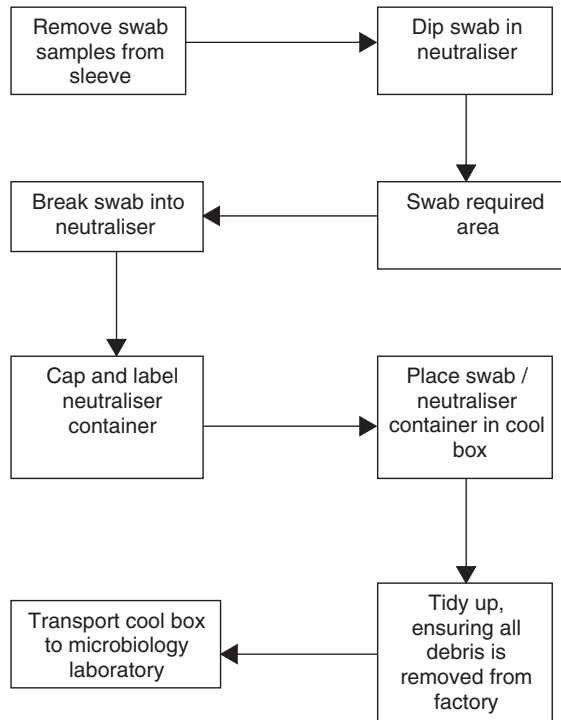 Remove swab
samples from
sleeve
Dip swab in
neutraliser
Swab required
area
Break swab into
neutraliser
Cap and label
neutraliser
container
Place swab /
neutraliser
container in cool
box
Tidy up,
ensuring all
debris is
removed from
factory
Transport cool box
to microbiology
laboratory